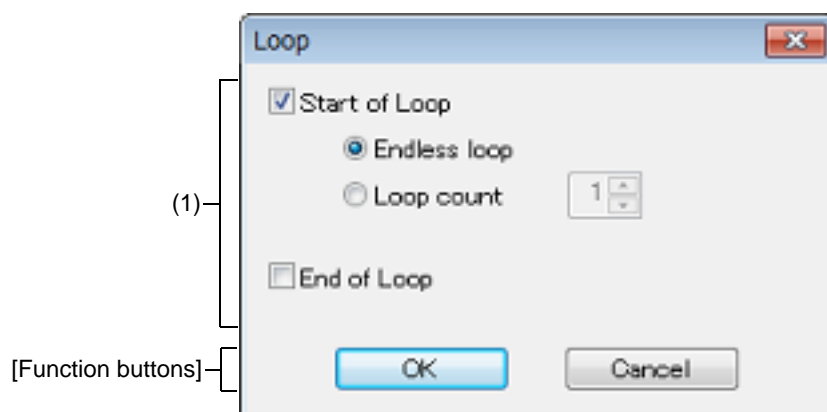 Loop
Start of Loop
Endless loop
Loop count 1
(1)
End of Loop
[Function buttons]
OK Cancel